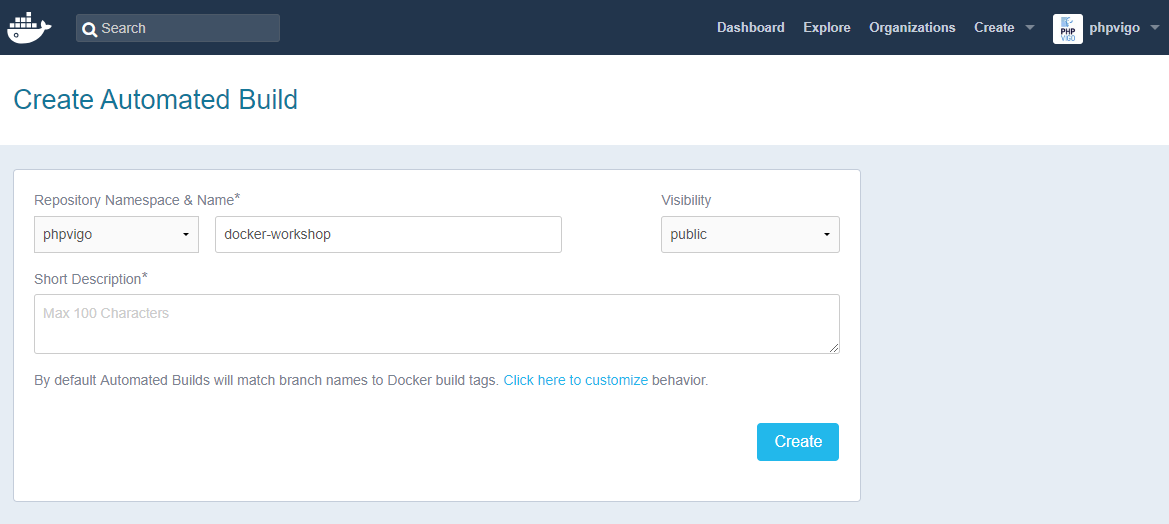 Search
Dashboard Explore Organizations Create phpvigo
PHP
VIGO
Create Automated Build
Repository Namespace & Name* Visibility
phpvigo docker-workshop public
Short Description*
Max 100 Characters
By default Automated Builds will match branch names to Docker build tags. Click here to customize behavior.
Create